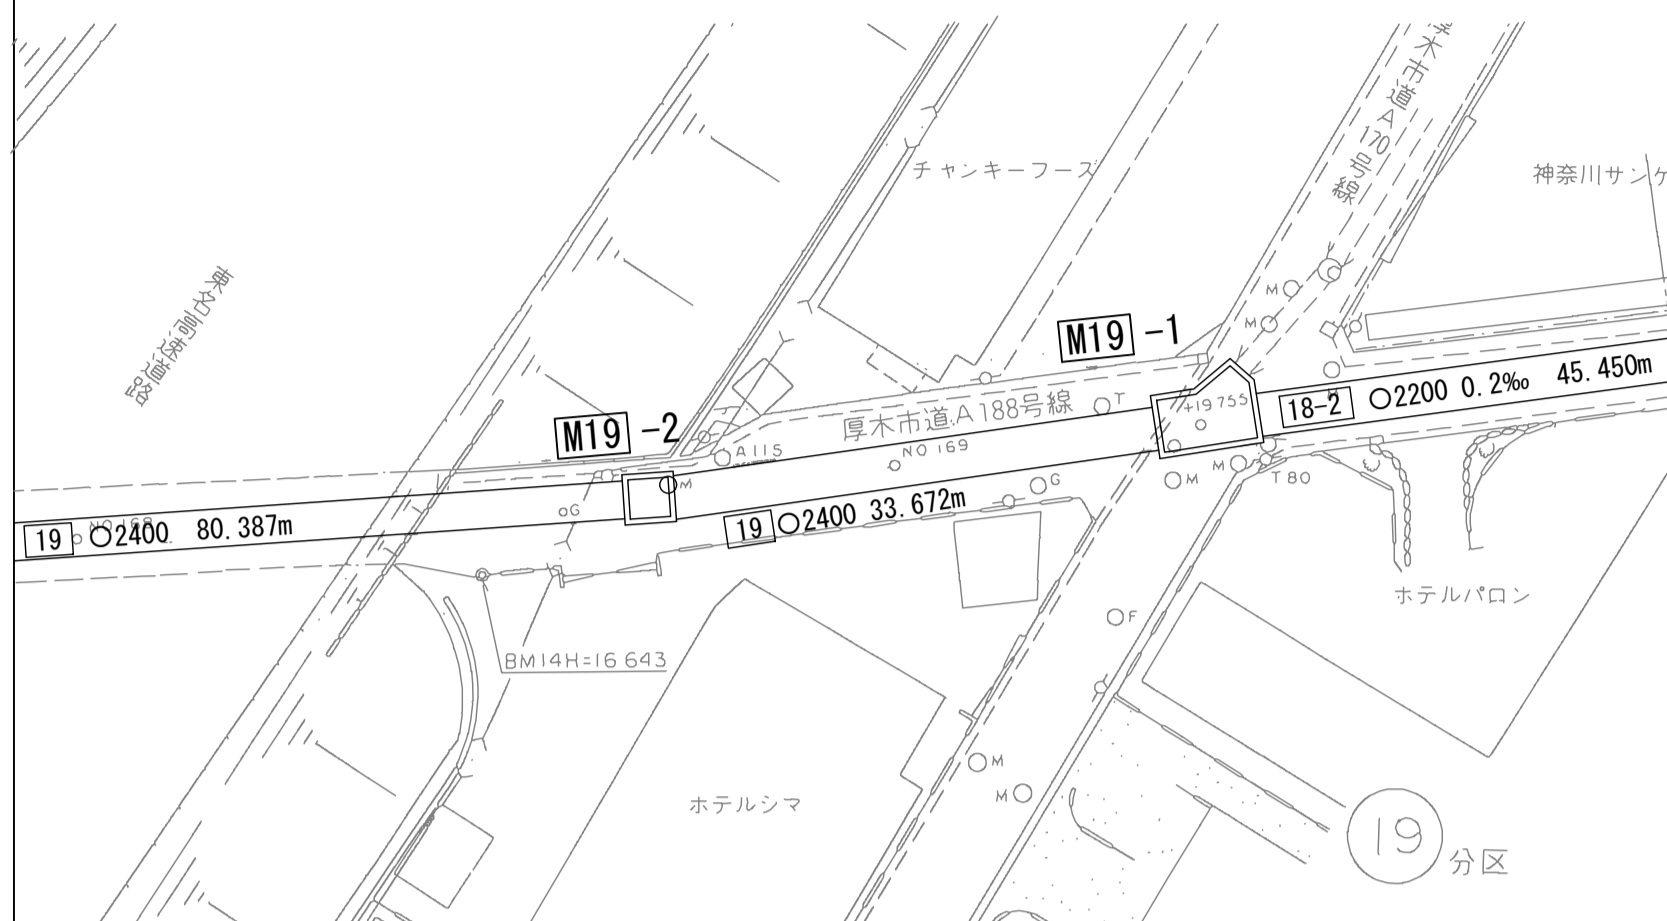 木市道A170号線
チャンキーフーズ
神奈川サンケ
東名高速道路
M
M
M19 -1
+19 755
18-2 ○2200 0.2‰ 45.450m
厚木市道A188号線
T
M19 -2
A115
NO 169
M
G
M
M
T80
G
19 ○2400 80.387m
19 ○2400 33.672m
ホテルパロン
F
BM14H=16 643
M
M
ホテルシマ
19 分区